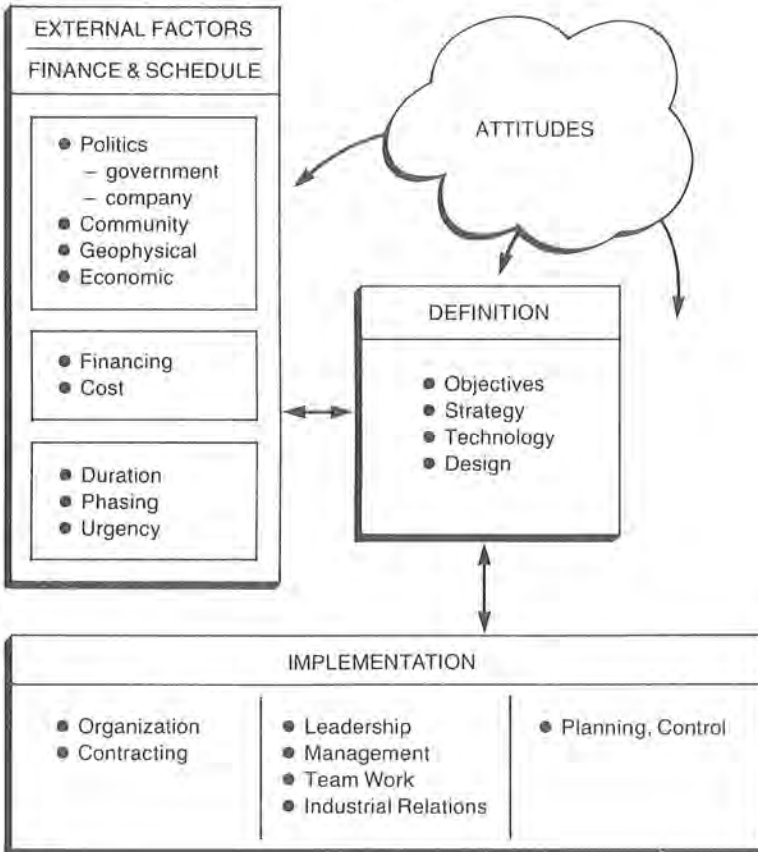 EXTERNAL FACTORS
FINANCE & SCHEDULE
● Politics
– government
– company
● Community
● Geophysical
● Economic
● Financing
● Cost
● Duration
● Phasing
● Urgency
ATTITUDES
DEFINITION
● Objectives
● Strategy
● Technology
● Design
IMPLEMENTATION
● Organization
● Contracting
● Leadership
● Management
● Team Work
● Industrial Relations
● Planning, Control